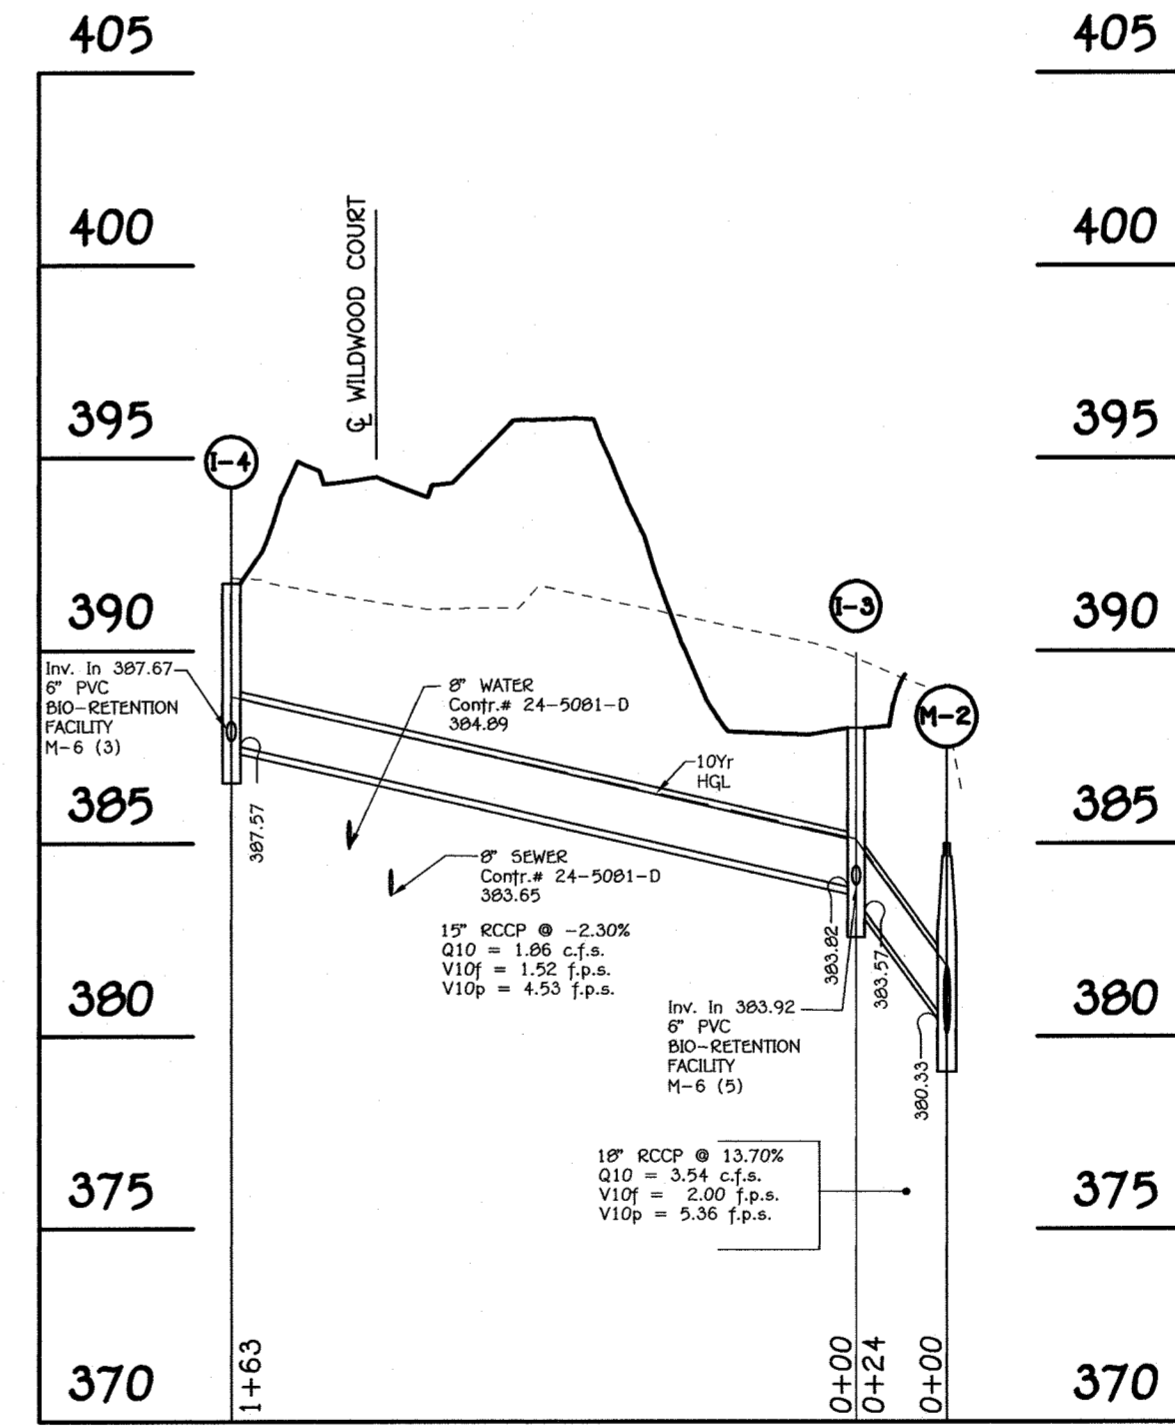 405
405
400
400
℄ WILDWOOD COURT
395
395
I-4
390
390
I-3
Inv. In 387.67
6" PVC
BIO-RETENTION
FACILITY
M-6 (3)
8" WATER
Contr.# 24-5081-D
384.89
M-2
10Yr
HGL
385
385
387.57
8" SEWER
Contr.# 24-5081-D
383.65
15" RCCP @ -2.30%
Q10 = 1.86 c.f.s.
V10f = 1.52 f.p.s.
V10p = 4.53 f.p.s.
383.82
383.57
380
380
Inv. In 383.92
6" PVC
BIO-RETENTION
FACILITY
M-6 (5)
380.33
18" RCCP @ 13.70%
Q10 = 3.54 c.f.s.
V10f = 2.00 f.p.s.
V10p = 5.36 f.p.s.
375
375
370
1+63
0+00
0+24
0+00
370